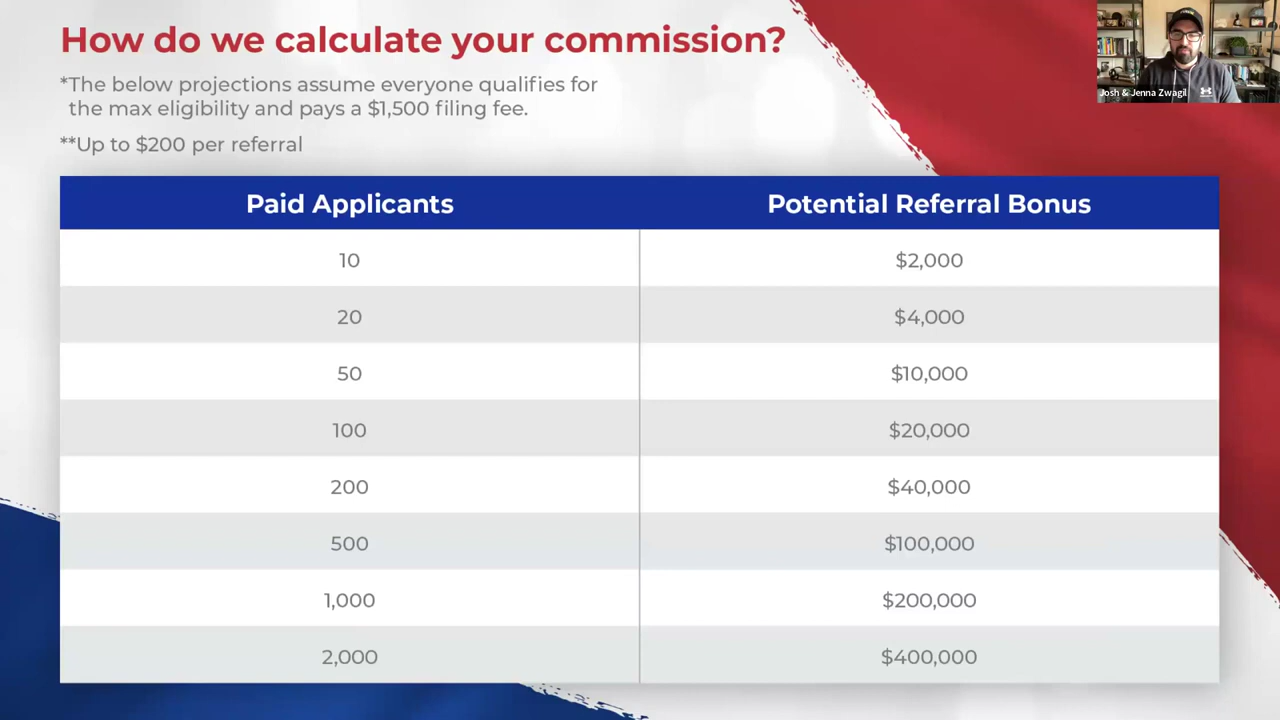 How do we calculate your commission?
*The below projections assume everyone qualifies for
the max eligibility and pays a $1,500 filing fee.
**Up to $200 per referral
Josh & Jenna Zwagil
Paid Applicants Potential Referral Bonus
10 $2,000
20 $4,000
50 $10,000
100 $20,000
200 $40,000
500 $100,000
1,000 $200,000
2,000 $400,000